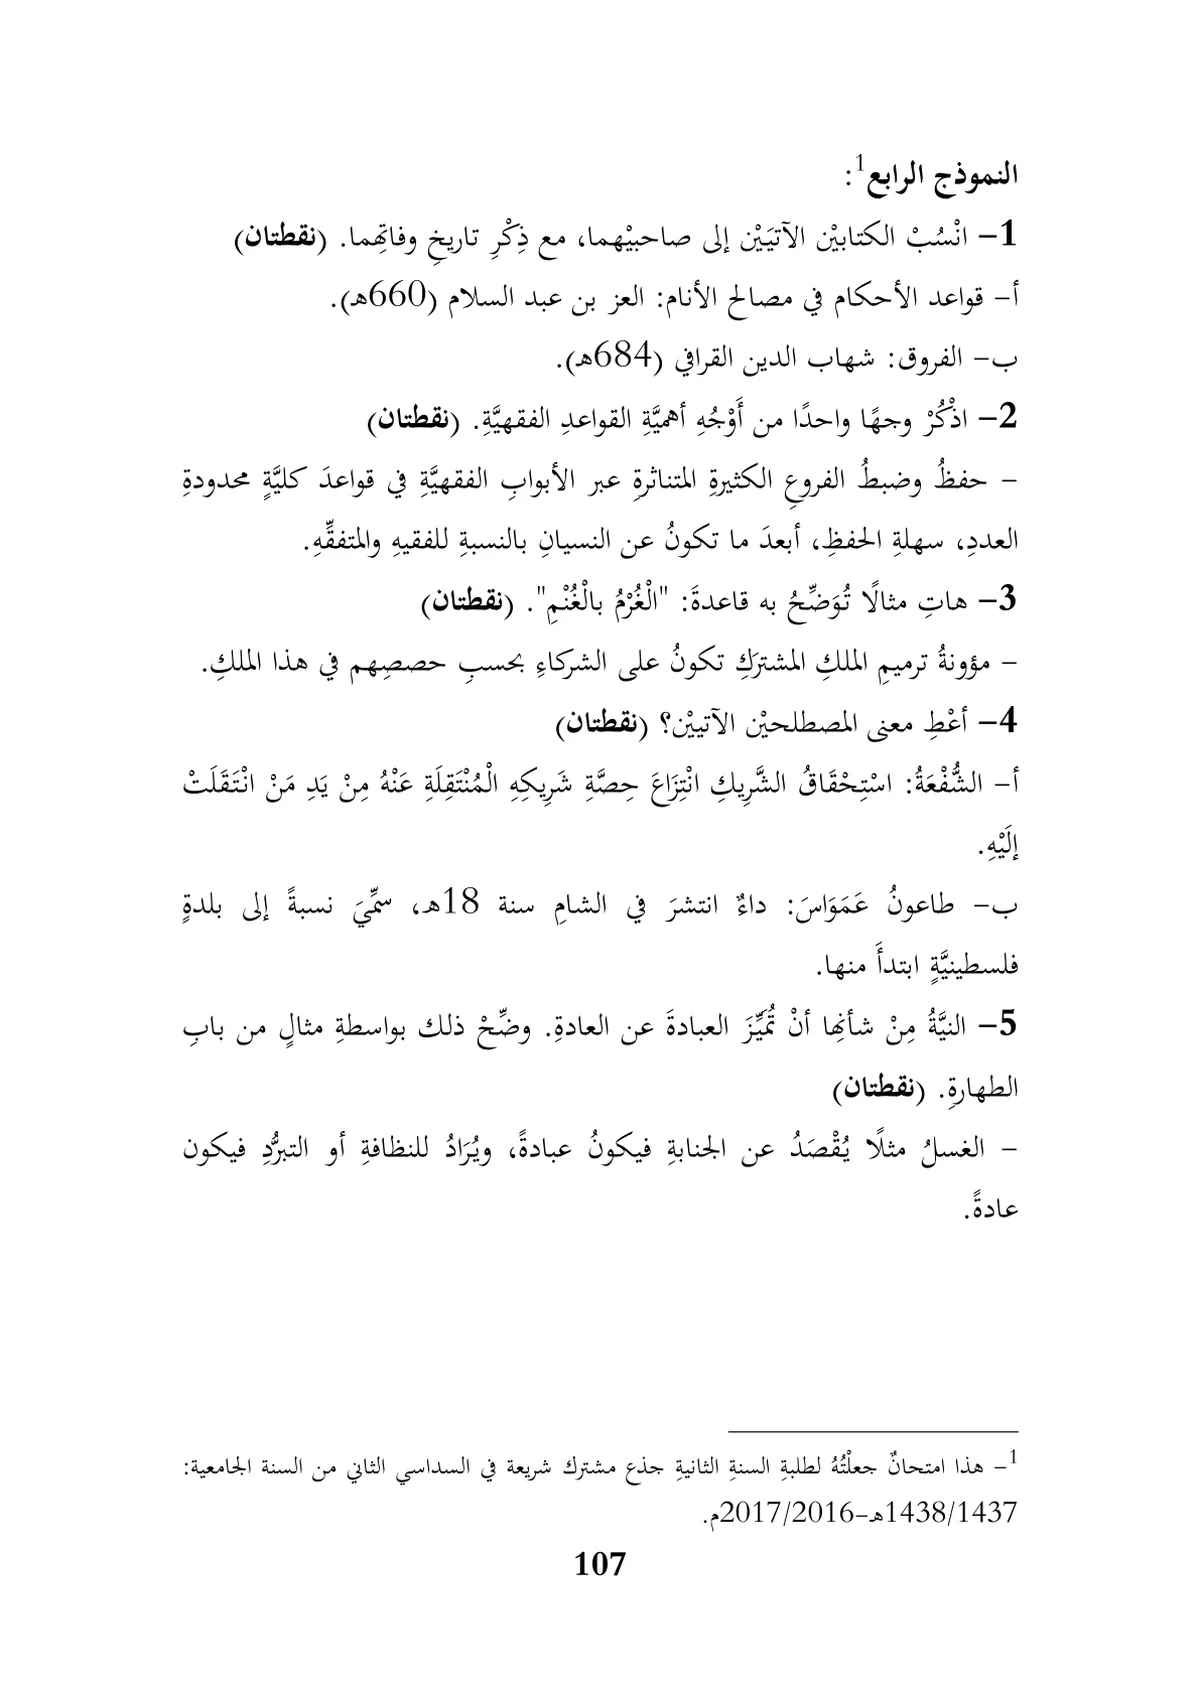 النموذج الرابع1:
1- انْسُبْ الكتابيْن الآتيَيْن إلى صاحبيْهما، مع ذِكْرِ تاريخِ وفاتِهما. (نقطتان)
أ- قواعد الأحكام في مصالح الأنام: العز بن عبد السلام (660هـ).
ب- الفروق: شهاب الدين القرافي (684هـ).
2- اذْكُرْ وجهًا واحدًا من أَوْجُهِ أهميَّةِ القواعدِ الفقهيَّةِ. (نقطتان)
- حفظُ وضبطُ الفروعِ الكثيرةِ المتناثرةِ عبر الأبوابِ الفقهيَّةِ في قواعدَ كليَّةٍ محدودةِ
العددِ، سهلةِ الحفظِ، أبعدَ ما تكونُ عن النسيانِ بالنسبةِ للفقيهِ والمتفقِّهِ.
3- هاتِ مثالًا تُوَضِّحُ به قاعدةَ: "الْغُرْمُ بالْغُنْمِ". (نقطتان)
- مؤونةُ ترميمِ الملكِ المشترَكِ تكونُ على الشركاءِ بحسبِ حصصِهم في هذا الملكِ.
4- أعْطِ معنى المصطلحيْن الآتييْن؟ (نقطتان)
أ- الشُّفْعَةُ: اسْتِحْقَاقُ الشَّرِيكِ انْتِزَاعَ حِصَّةِ شَرِيكِهِ الْمُنْتَقِلَةِ عَنْهُ مِنْ يَدِ مَنْ انْتَقَلَتْ
إلَيْهِ.
ب- طاعونُ عَمَوَاسَ: داءٌ انتشرَ في الشامِ سنة 18هـ، سمِّيَ نسبةً إلى بلدةٍ
فلسطينيَّةٍ ابتدأَ منها.
5- النيَّةُ مِنْ شأنِها أنْ تُمَيِّزَ العبادةَ عن العادةِ. وضِّحْ ذلك بواسطةِ مثالٍ من بابِ
الطهارةِ. (نقطتان)
- الغسلُ مثلًا يُقْصَدُ عن الجنابةِ فيكونُ عبادةً، ويُرَادُ للنظافةِ أو التبرُّدِ فيكون
عادةً.
1- هذا امتحانٌ جعلْتُهُ لطلبةِ السنةِ الثانيةِ جذع مشترك شريعة في السداسي الثاني من السنة الجامعية:
1438/1437هـ-2017/2016م.
107